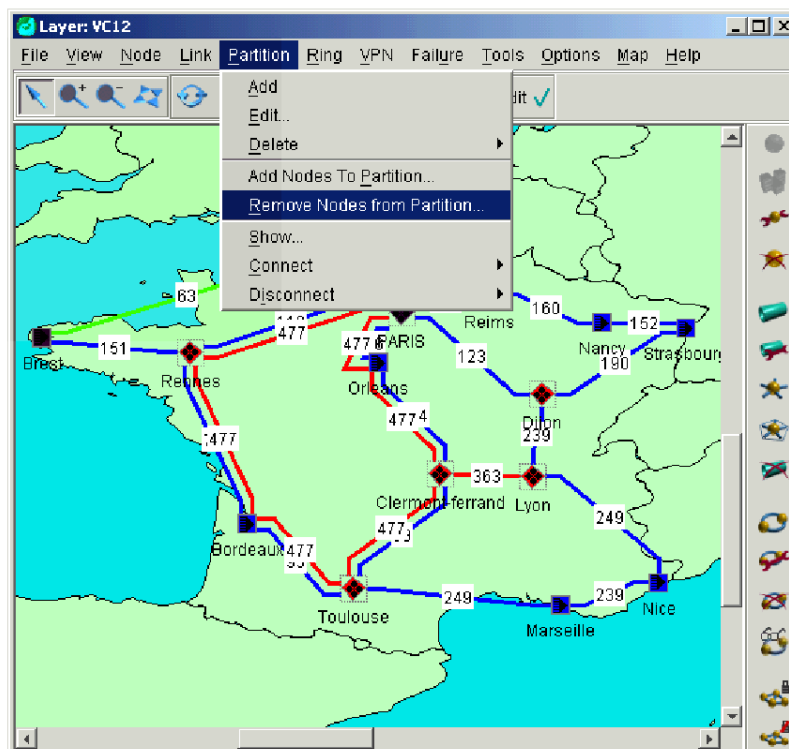 Layer: VC12
File View Node Link Partition Ring VPN Failure Tools Options Map Help
Add
Edit...
Delete
Add Nodes To Partition...
Remove Nodes from Partition...
Show...
Connect
Disconnect
dit
63
160
152
477
Reims
Nancy
Strasbourg
151
Brest
Rennes
477
PARIS
123
190
Orleans
4774
Dijon
239
477
363
Clermont-ferrand
Lyon
477
249
Bordeaux
477
Toulouse
249
239
Nice
Marseille